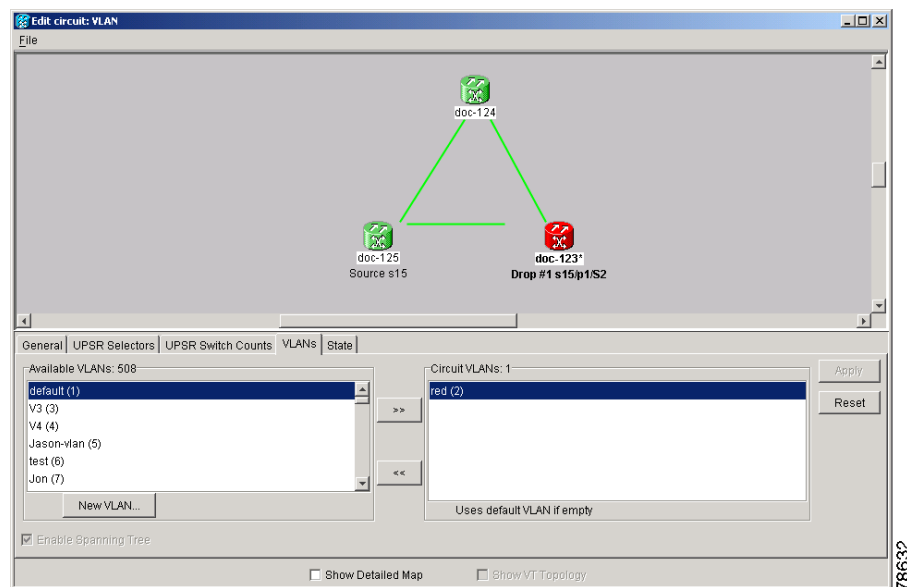 Edit circuit: VLAN
File
doc-124
doc-125
Source s15
doc-123*
Drop #1 s15/p1/S2
General UPSR Selectors UPSR Switch Counts VLANs State
Available VLANs: 508
default (1)
V3 (3)
V4 (4)
Jason-vlan (5)
test (6)
Jon (7)
New VLAN...
>>
<<
Circuit VLANs: 1
red (2)
Uses default VLAN if empty
Apply
Reset
Enable Spanning Tree
Show Detailed Map Show VT Topology
78632